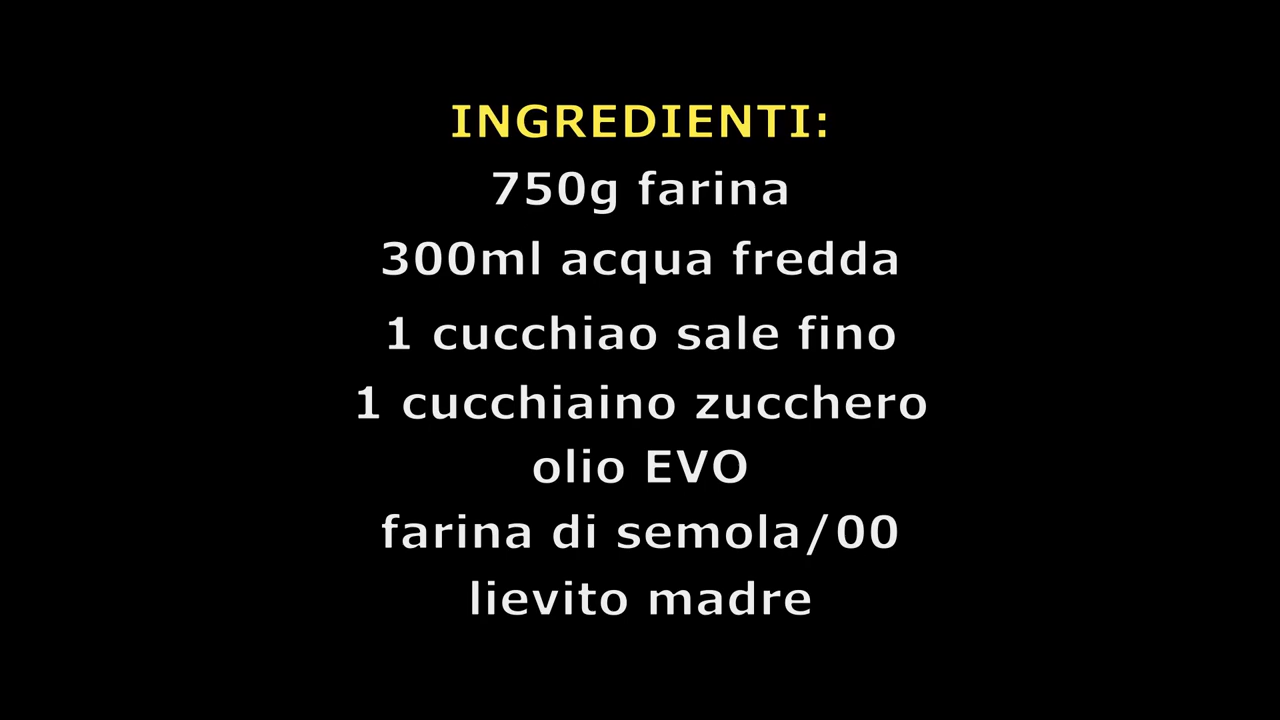 INGREDIENTI:
750g farina
300ml acqua fredda
1 cucchiao sale fino
1 cucchiaino zucchero
olio EVO
farina di semola/00
lievito madre